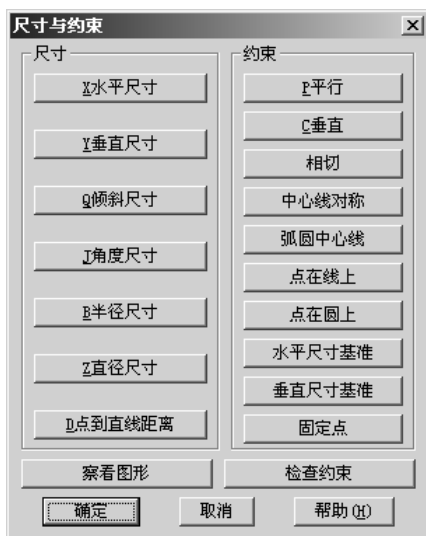 尺寸与约束
尺寸
X水平尺寸
Y垂直尺寸
Q倾斜尺寸
J角度尺寸
B半径尺寸
Z直径尺寸
D点到直线距离
约束
P平行
C垂直
相切
中心线对称
弧圆中心线
点在线上
点在圆上
水平尺寸基准
垂直尺寸基准
固定点
察看图形
检查约束
确定
取消
帮助(H)